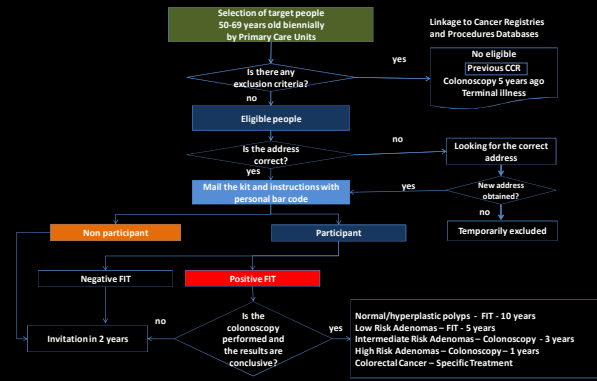 Selection of target people
50-69 years old biennially
by Primary Care Units
Linkage to Cancer Registries
and Procedures Databases
yes
No eligible
Previous CCR
Colonoscopy 5 years ago
Terminal illness
Is there any
exclusion criteria?
no
Eligible people
no
Looking for the correct
address
Is the address
correct?
yes
Mail the kit and instructions with
personal bar code
yes
New address
obtained?
no
Non participant
Participant
Temporarily excluded
Negative FIT
Positive FIT
Is the
colonoscopy
performed and
the results are
conclusive?
no
yes
Invitation in 2 years
Normal/hyperplastic polyps - FIT - 10 years
Low Risk Adenomas – FIT - 5 years
Intermediate Risk Adenomas – Colonoscopy - 3 years
High Risk Adenomas – Colonoscopy – 1 years
Colorectal Cancer – Specific Treatment